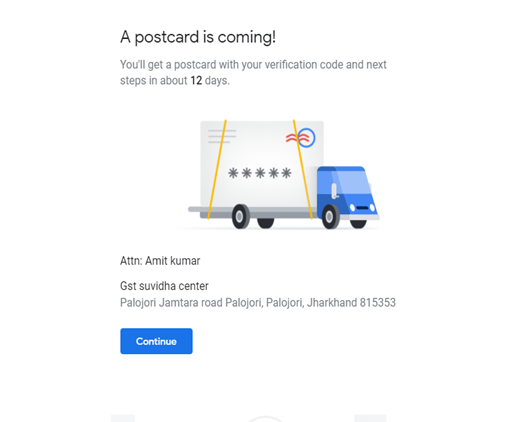 A postcard is coming!
You'll get a postcard with your verification code and next
steps in about 12 days.
*****
Attn: Amit kumar
Gst suvidha center
Palojori Jamtara road Palojori, Palojori, Jharkhand 815353
Continue